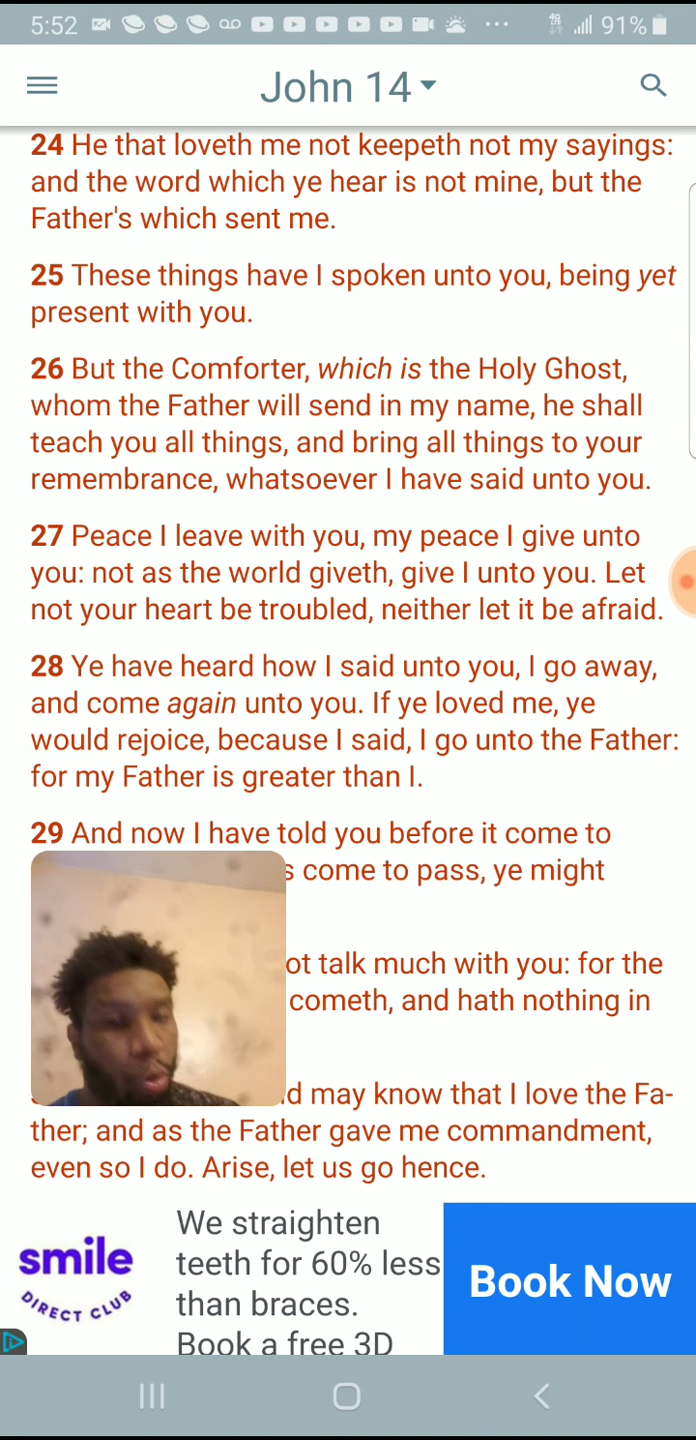 5:52
91%
John 14
24 He that loveth me not keepeth not my sayings:
and the word which ye hear is not mine, but the
Father's which sent me.
25 These things have I spoken unto you, being yet
present with you.
26 But the Comforter, which is the Holy Ghost,
whom the Father will send in my name, he shall
teach you all things, and bring all things to your
remembrance, whatsoever I have said unto you.
27 Peace I leave with you, my peace I give unto
you: not as the world giveth, give I unto you. Let
not your heart be troubled, neither let it be afraid.
28 Ye have heard how I said unto you, I go away,
and come again unto you. If ye loved me, ye
would rejoice, because I said, I go unto the Father:
for my Father is greater than I.
29 And now I have told you before it come to
come to pass, ye might
talk much with you: for the
cometh, and hath nothing in
may know that I love the Fa-
ther; and as the Father gave me commandment,
even so I do. Arise, let us go hence.
smile
DIRECT CLUB
We straighten
teeth for 60% less
than braces.
Book a free 3D
Book Now